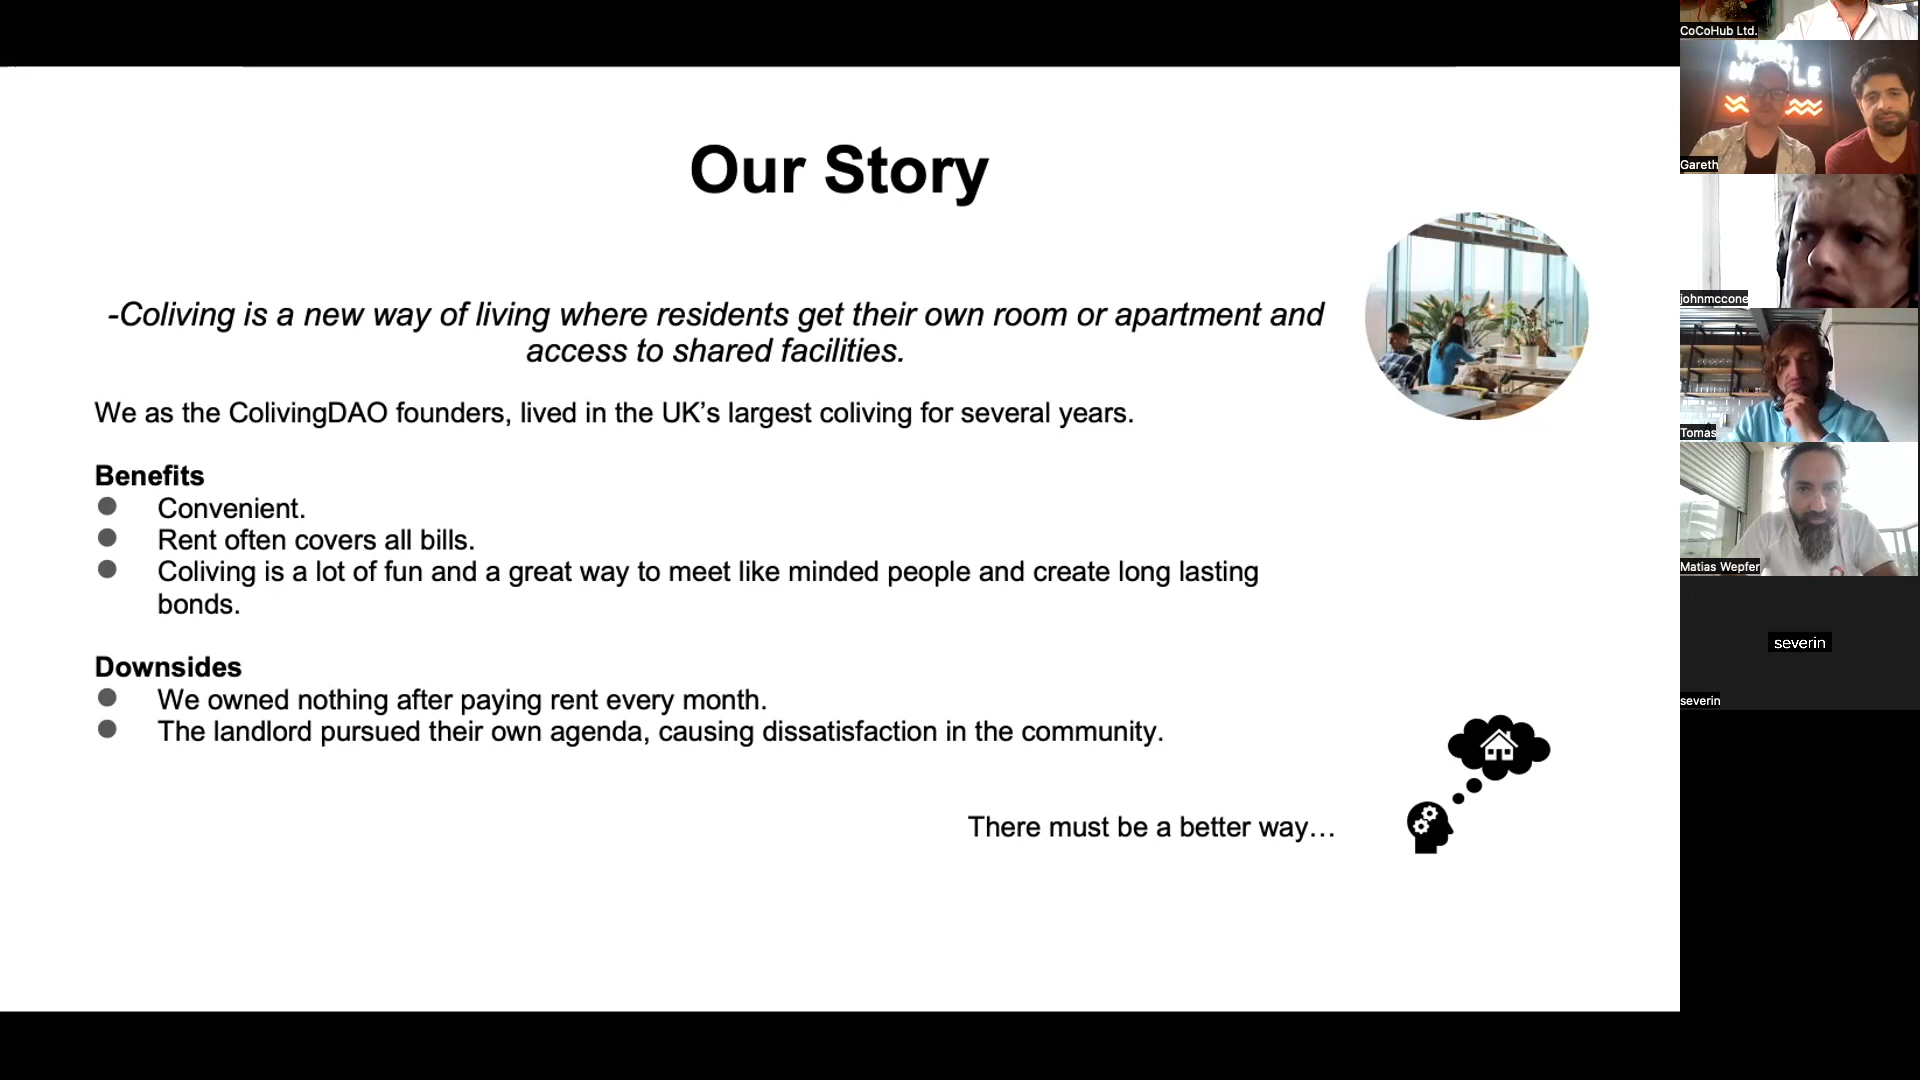 Our Story
-Coliving is a new way of living where residents get their own room or apartment and
access to shared facilities.
We as the ColivingDAO founders, lived in the UK's largest coliving for several years.
Benefits
● Convenient.
● Rent often covers all bills.
● Coliving is a lot of fun and a great way to meet like minded people and create long lasting
bonds.
Downsides
● We owned nothing after paying rent every month.
● The landlord pursued their own agenda, causing dissatisfaction in the community.
There must be a better way…
CoCoHub Ltd.
Gareth
johnmccone
Tomas
Matias Wepfer
severin
severin